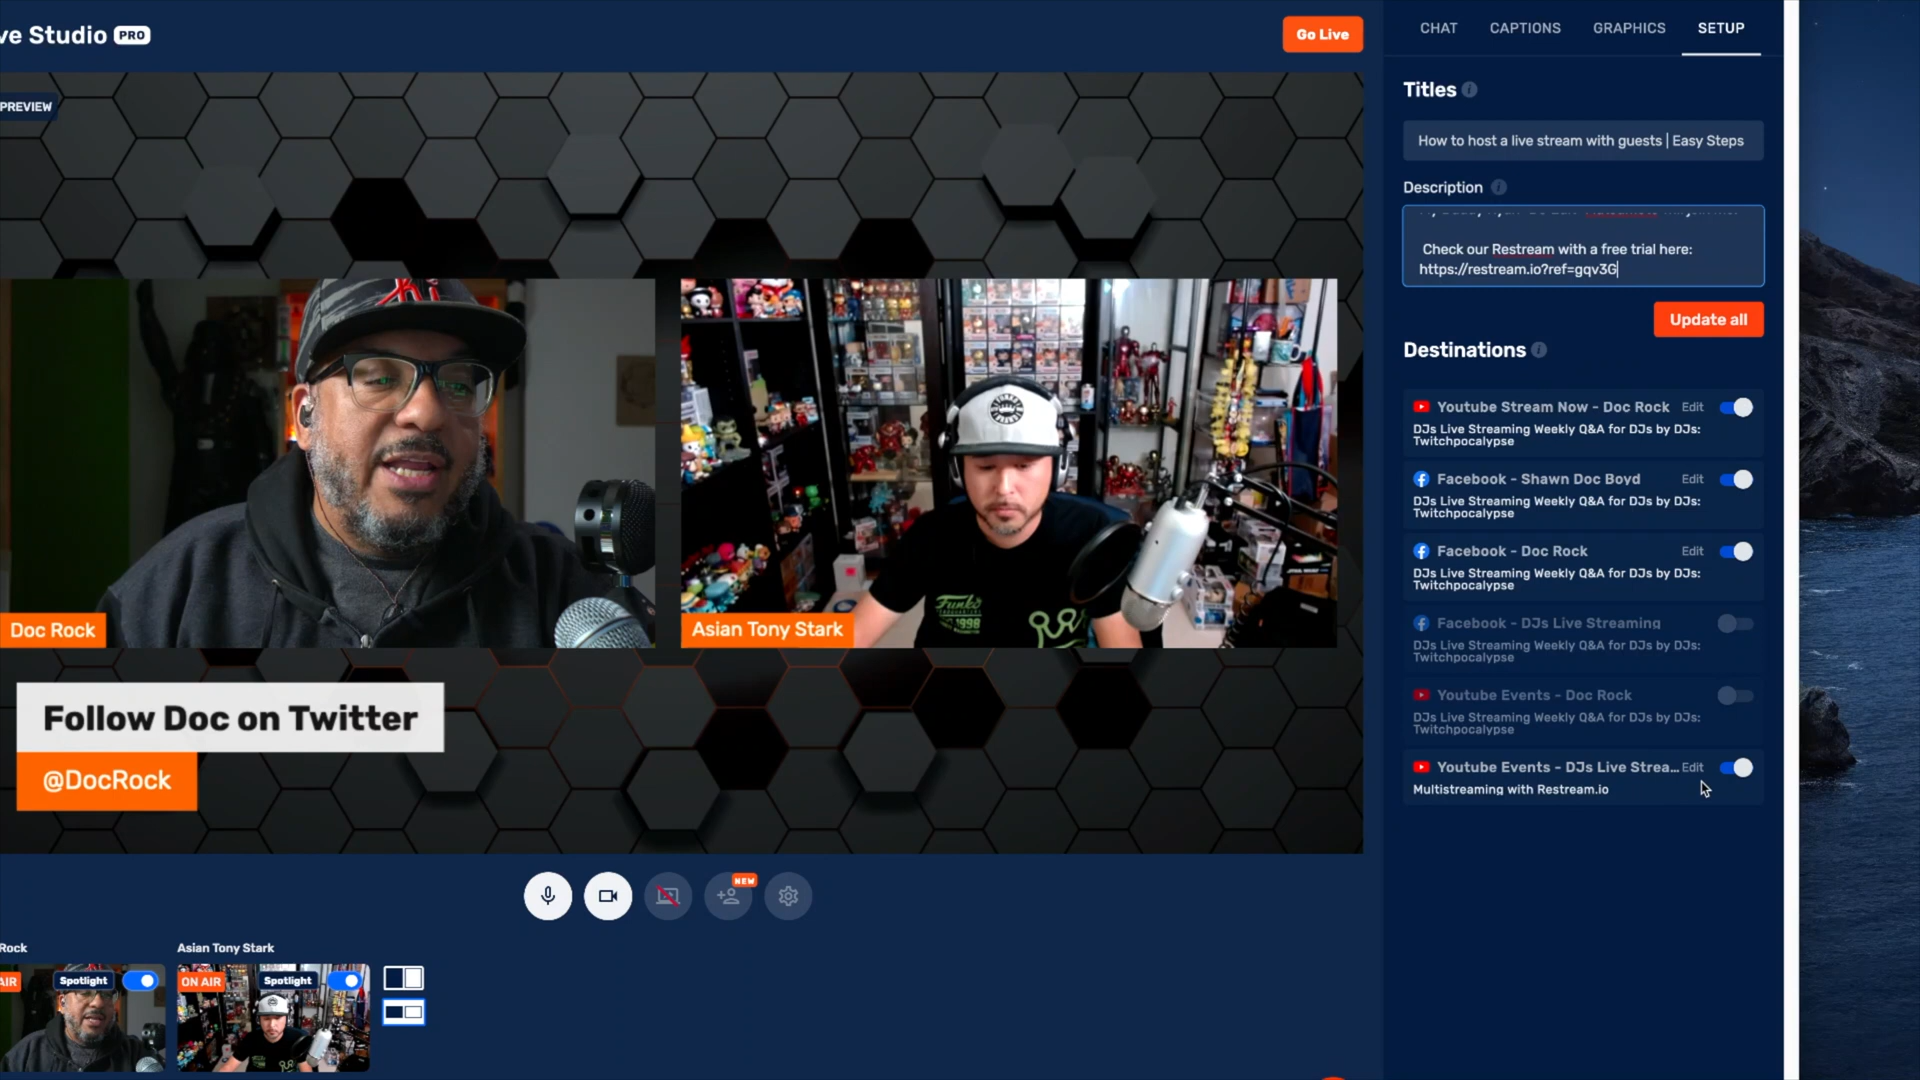 ve Studio PRO
Go Live
CHAT
CAPTIONS
GRAPHICS
SETUP
PREVIEW
Titles
How to host a live stream with guests | Easy Steps
Description
Check our Restream with a free trial here:
https://restream.io?ref=gqv3G
Update all
Destinations
Youtube Stream Now - Doc Rock Edit
DJs Live Streaming Weekly Q&A for DJs by DJs:
Twitchpocalypse
Facebook - Shawn Doc Boyd Edit
DJs Live Streaming Weekly Q&A for DJs by DJs:
Twitchpocalypse
Facebook - Doc Rock Edit
DJs Live Streaming Weekly Q&A for DJs by DJs:
Twitchpocalypse
Facebook - DJs Live Streaming
DJs Live Streaming Weekly Q&A for DJs by DJs:
Twitchpocalypse
Youtube Events - Doc Rock
DJs Live Streaming Weekly Q&A for DJs by DJs:
Twitchpocalypse
Youtube Events - DJs Live Strea... Edit
Multistreaming with Restream.io
Doc Rock
Asian Tony Stark
Funko
1998
Follow Doc on Twitter
@DocRock
NEW
Rock
Asian Tony Stark
AIR
Spotlight
ON AIR
Spotlight